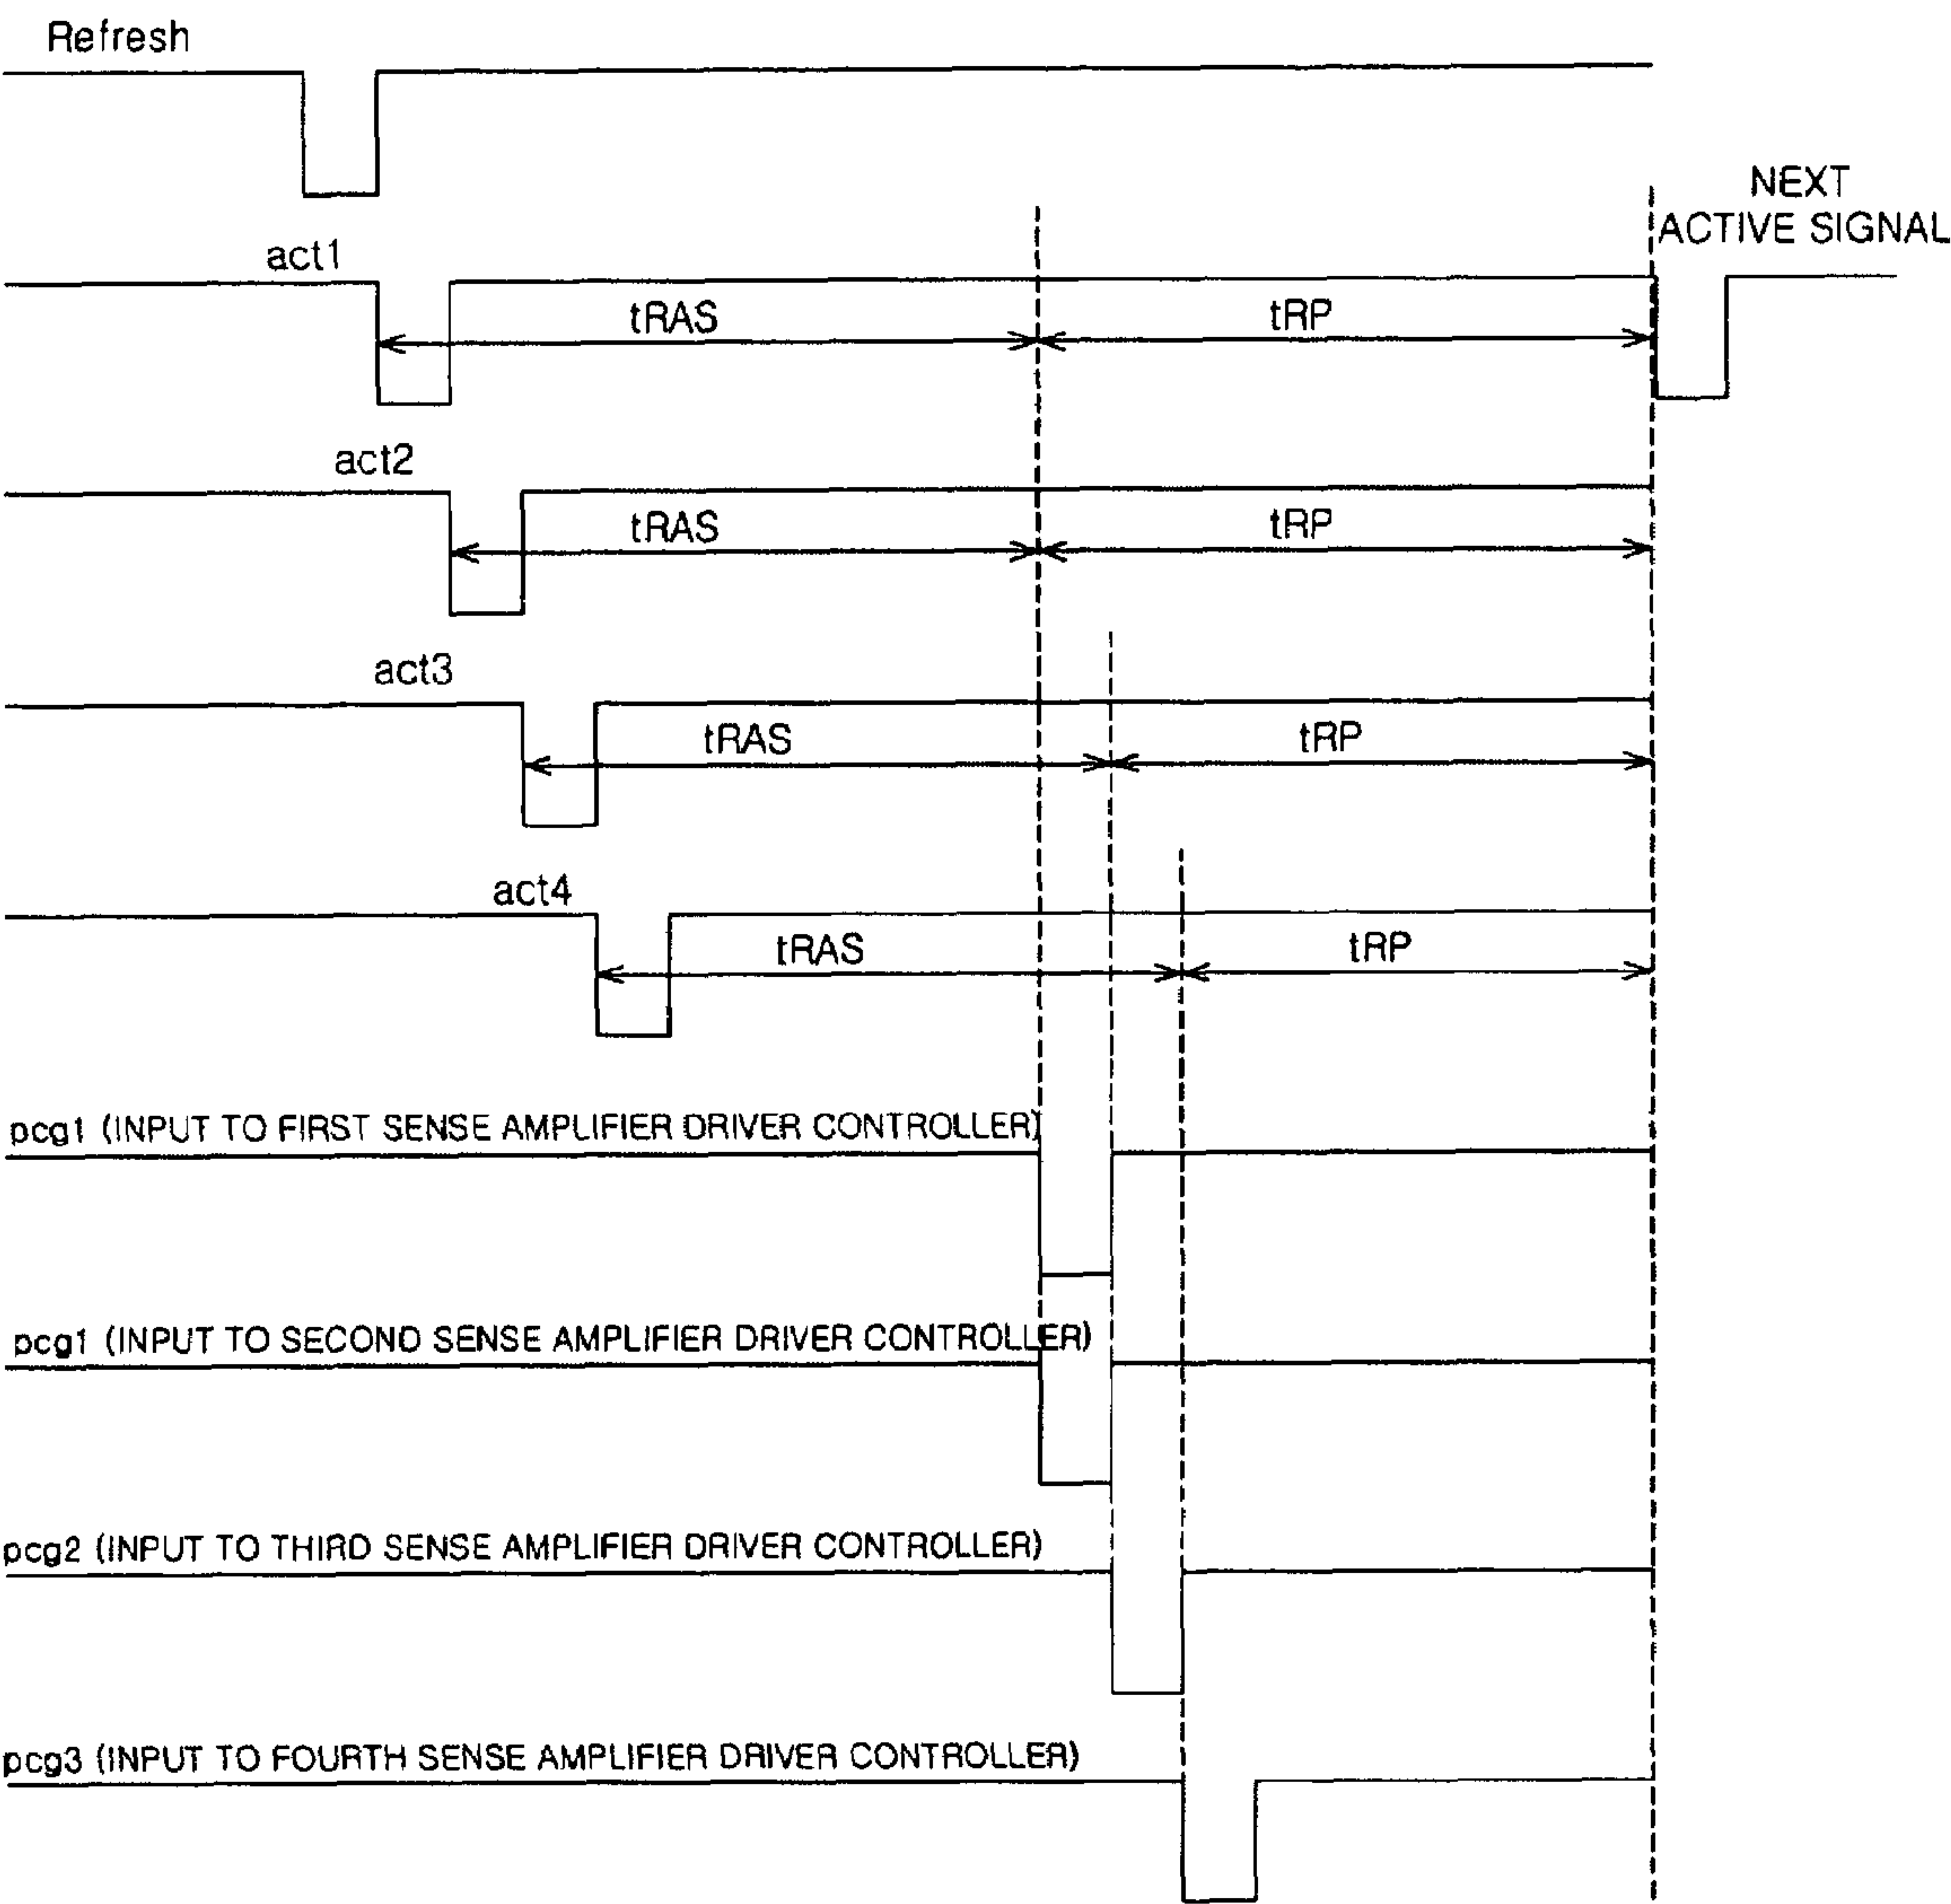 Refresh
NEXT
ACTIVE SIGNAL
act1
tRAS
tRP
act2
tRAS
tRP
act3
tRAS
tRP
act4
tRAS
tRP
pcg1 (INPUT TO FIRST SENSE AMPLIFIER DRIVER CONTROLLER)
pcg1 (INPUT TO SECOND SENSE AMPLIFIER DRIVER CONTROLLER)
pcg2 (INPUT TO THIRD SENSE AMPLIFIER DRIVER CONTROLLER)
pcg3 (INPUT TO FOURTH SENSE AMPLIFIER DRIVER CONTROLLER)